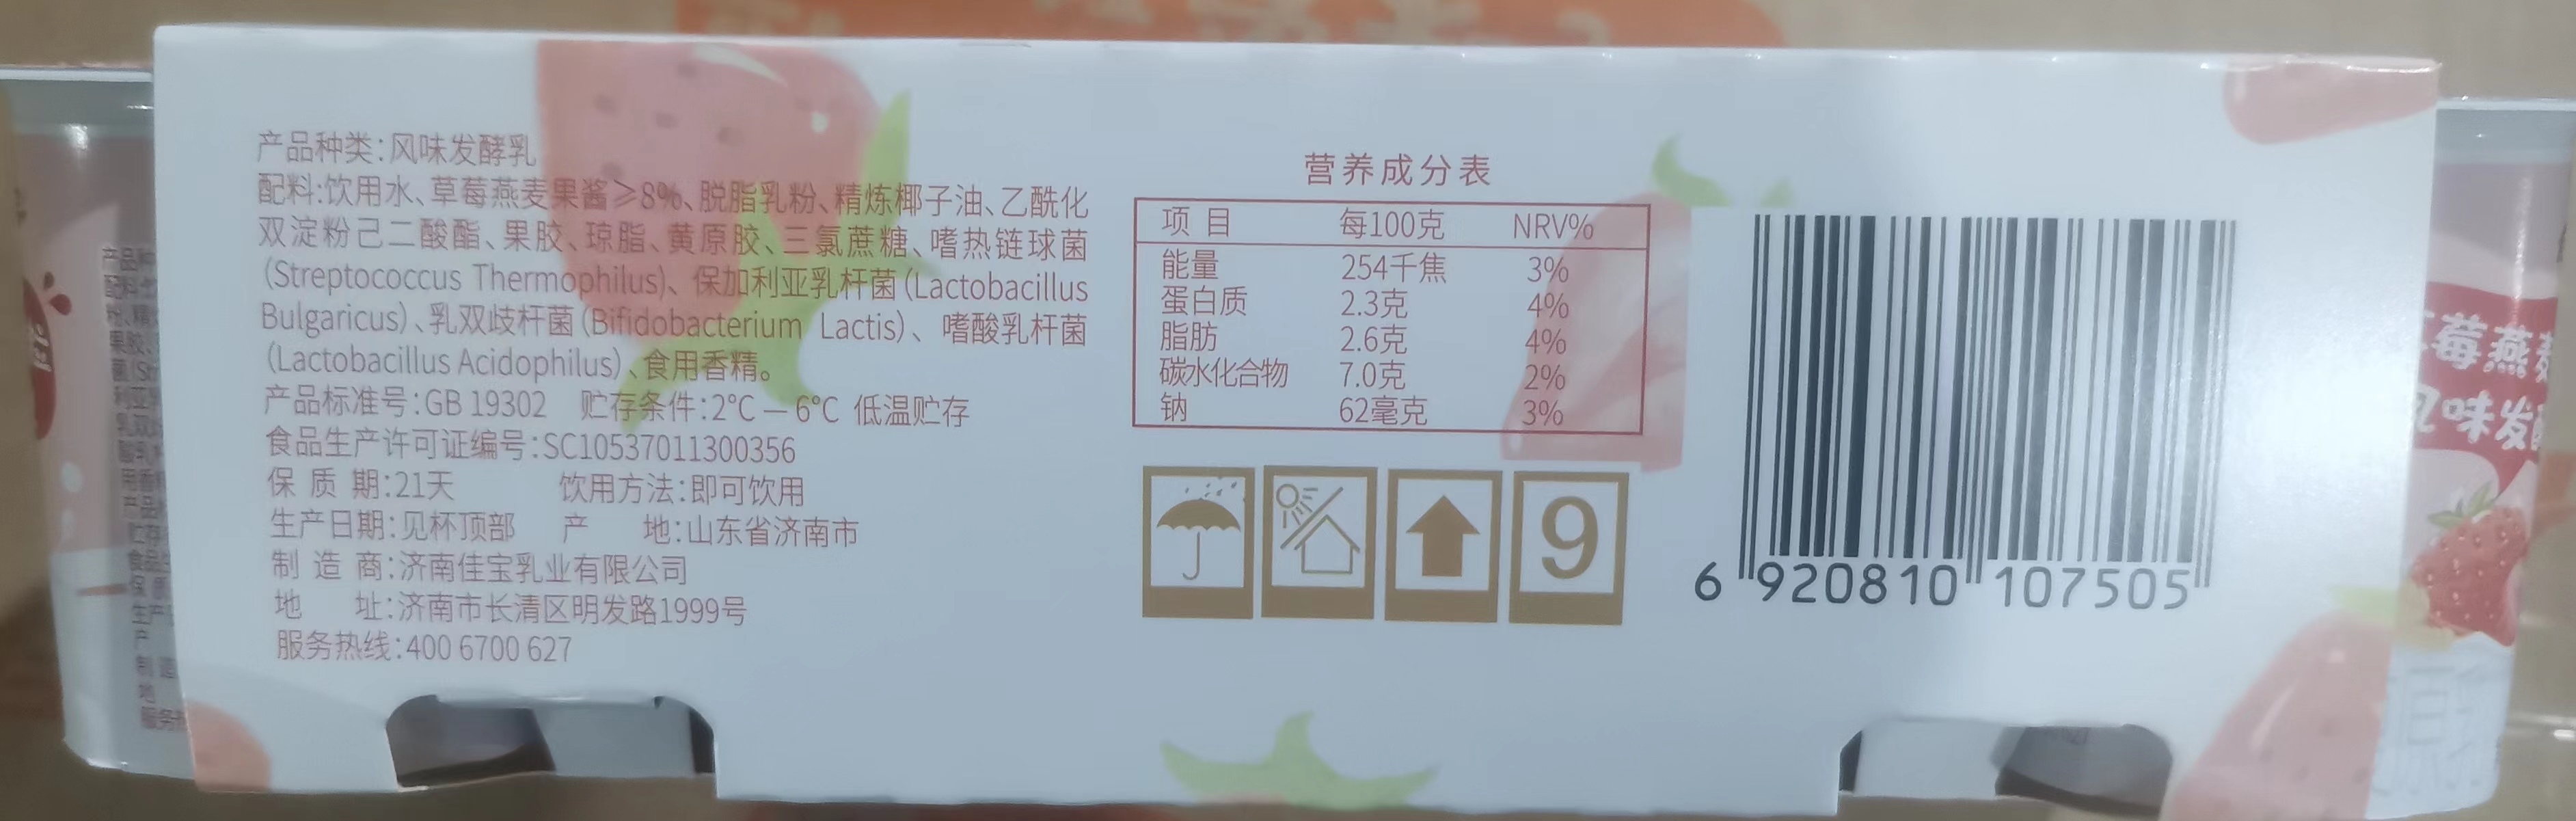 产品种类:风味发酵乳
配料:饮用水、草莓燕麦果酱≥8%、脱脂乳粉、精炼椰子油、乙酰化
双淀粉己二酸酯、果胶、琼脂、黄原胶、三氯蔗糖、嗜热链球菌
(Streptococcus Thermophilus)、保加利亚乳杆菌(Lactobacillus
Bulgaricus)、乳双歧杆菌(Bifidobacterium Lactis)、嗜酸乳杆菌
(Lactobacillus Acidophilus)、食用香精。
产品标准号:GB 19302 贮存条件:2℃—6℃ 低温贮存
食品生产许可证编号:SC10537011300356
保质期:21天 饮用方法:即可饮用
生产日期:见杯顶部 产地:山东省济南市
制造商:济南佳宝乳业有限公司
地址:济南市长清区明发路1999号
服务热线:400 6700 627
营养成分表
项目 每100克 NRV%
能量 254千焦 3%
蛋白质 2.3克 4%
脂肪 2.6克 4%
碳水化合物 7.0克 2%
钠 62毫克 3%
9
6 920810 107505
莓燕
味发